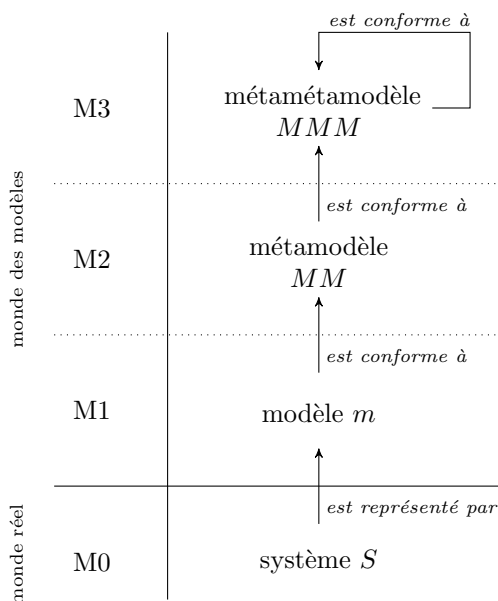 est conforme à
M3
métamétamodèle
MMM
est conforme à
monde des modèles
M2
métamodèle
MM
est conforme à
M1
modèle m
est représenté par
monde réel
M0
système S